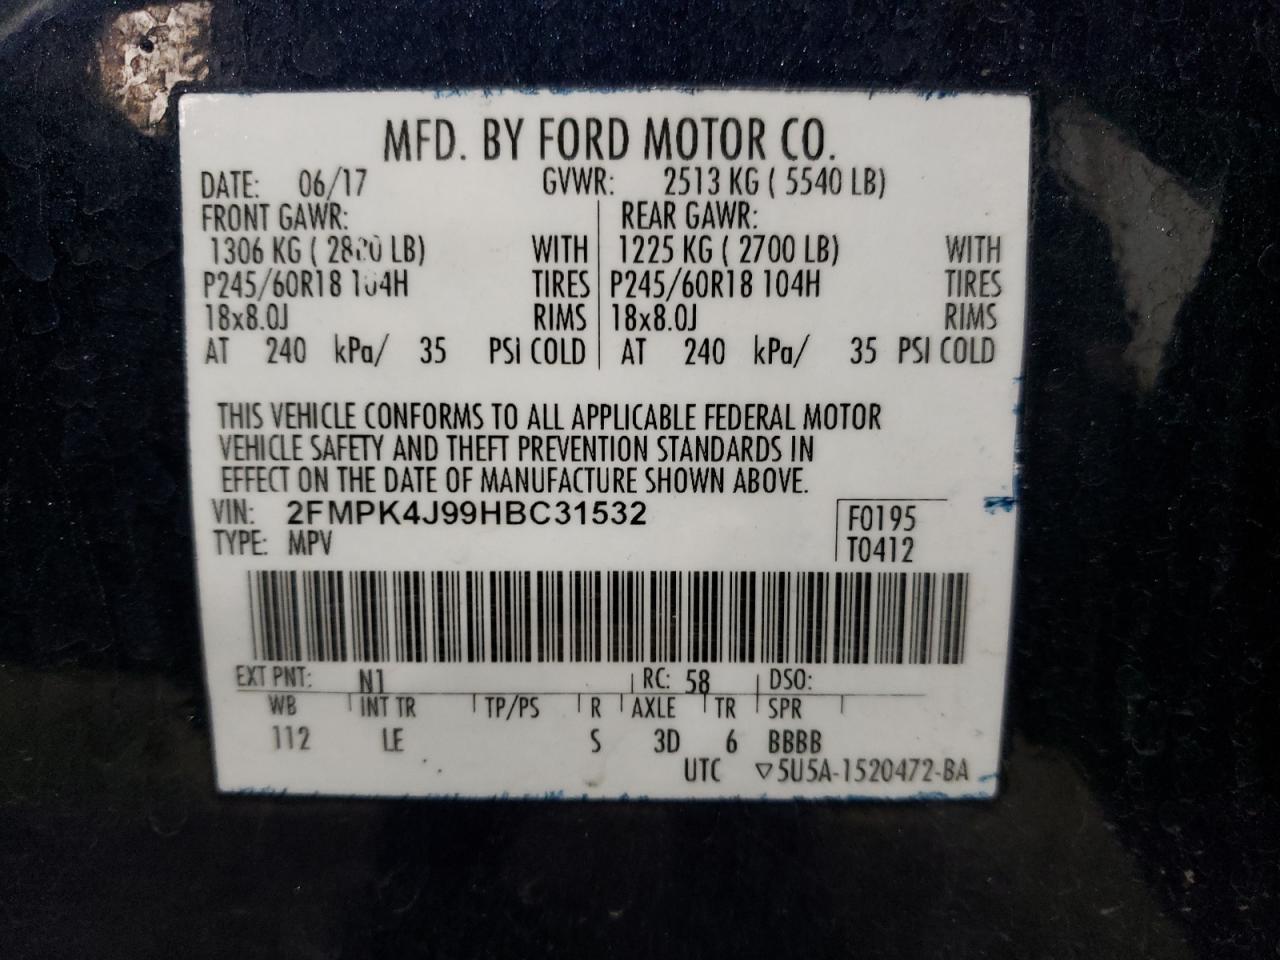 MFD. BY FORD MOTOR CO.
DATE: 06/17 GVWR: 2513 KG ( 5540 LB)
FRONT GAWR: REAR GAWR:
1306 KG ( 2880 LB) WITH 1225 KG ( 2700 LB) WITH
P245/60R18 104H TIRES P245/60R18 104H TIRES
18x8.0J RIMS 18x8.0J RIMS
AT 240 kPa/ 35 PSI COLD AT 240 kPa/ 35 PSI COLD
THIS VEHICLE CONFORMS TO ALL APPLICABLE FEDERAL MOTOR
VEHICLE SAFETY AND THEFT PREVENTION STANDARDS IN
EFFECT ON THE DATE OF MANUFACTURE SHOWN ABOVE.
VIN: 2FMPK4J99HBC31532 F0195
TYPE: MPV T0412
EXT PNT: N1 RC: 58 DSO:
WB INT TR TP/PS R AXLE TR SPR
112 LE S 3D 6 BBBB
UTC ▽5U5A-1520472-BA